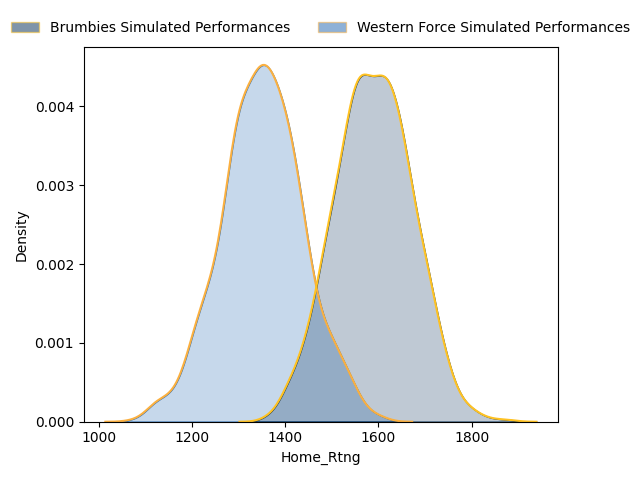 Brumbies Simulated Performances Western Force Simulated Performances
0.004
0.003
0.002
0.001
0.000
Density
1000 1200 1400 1600 1800
Home_Rtng